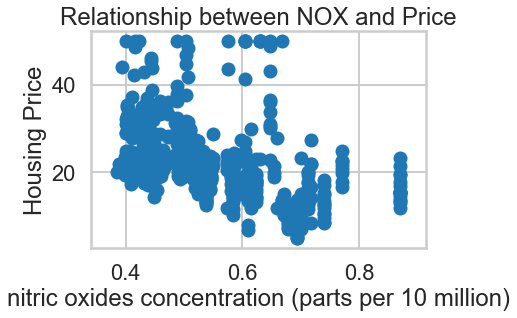 Relationship between NOX and Price
Housing Price
40
20
0.4 0.6 0.8
nitric oxides concentration (parts per 10 million)